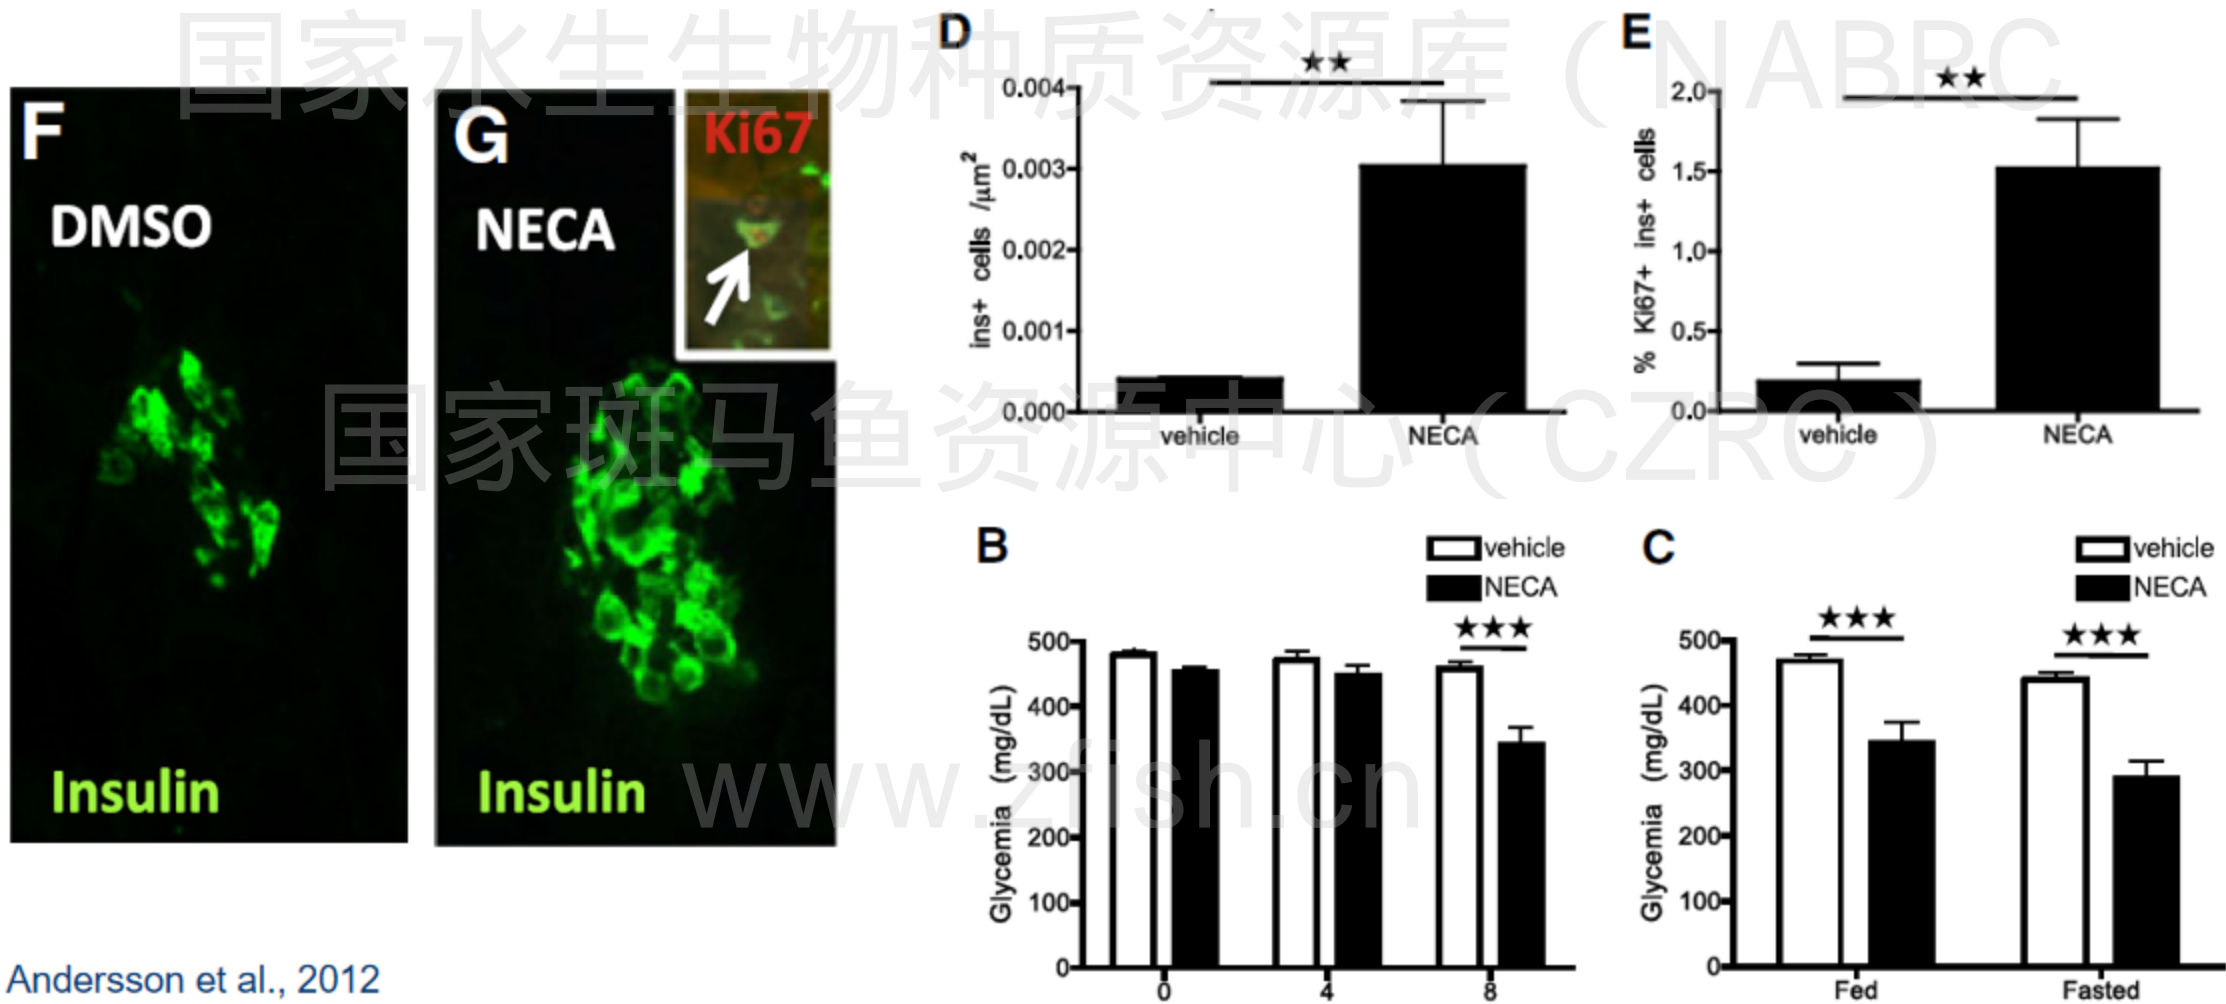 国家水生生物种质资源库（NABRC
国家斑马鱼资源中心（CZRC）
www.zfish.cn
F
DMSO
Insulin
G
NECA
Ki67
Insulin
D
★★
ins+ cells /μm²
0.004
0.003
0.002
0.001
0.000
vehicle
NECA
E
★★
% Ki67+ ins+ cells
2.0
1.5
1.0
0.5
0.0
vehicle
NECA
B
vehicle
NECA
★★★
Glycemia (mg/dL)
500
400
300
200
100
0
0 4 8
C
vehicle
NECA
★★★
★★★
Glycemia (mg/dL)
500
400
300
200
100
0
Fed Fasted
Andersson et al., 2012